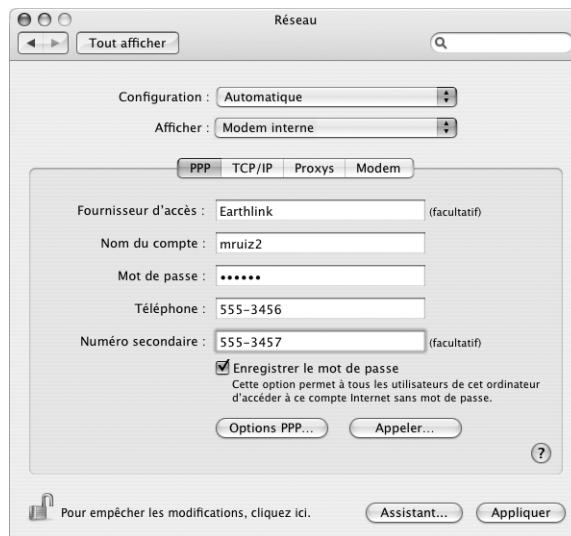 Réseau
Tout afficher
Configuration : Automatique
Afficher : Modem interne
PPP TCP/IP Proxys Modem
Fournisseur d'accès : Earthlink (facultatif)
Nom du compte : mruiz2
Mot de passe : ••••••
Téléphone : 555-3456
Numéro secondaire : 555-3457 (facultatif)
Enregistrer le mot de passe
Cette option permet à tous les utilisateurs de cet ordinateur
d'accéder à ce compte Internet sans mot de passe.
Options PPP... Appeler...
?
Pour empêcher les modifications, cliquez ici. Assistant... Appliquer